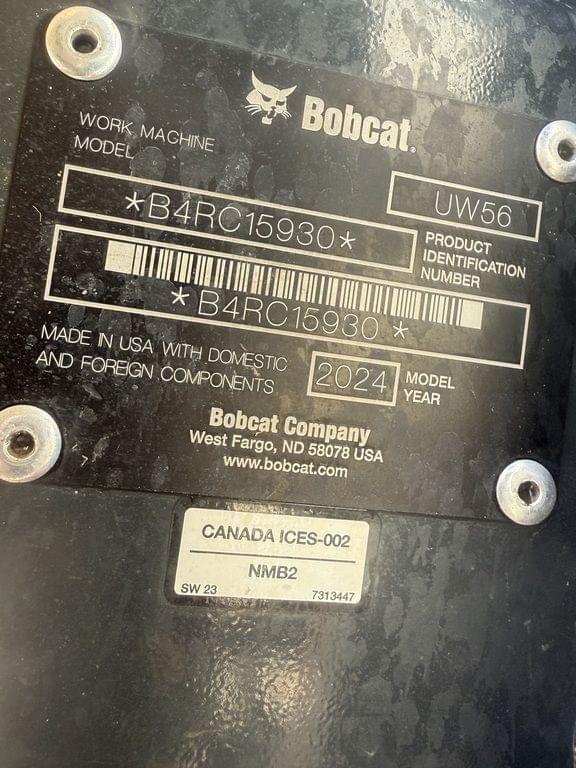 Bobcat®
WORK MACHINE
MODEL
UW56
*B4RC15930*
PRODUCT
IDENTIFICATION
NUMBER
*B4RC15930*
MADE IN USA WITH DOMESTIC
AND FOREIGN COMPONENTS
2024
MODEL
YEAR
Bobcat Company
West Fargo, ND 58078 USA
www.bobcat.com
CANADA ICES-002
NMB2
SW 23 7313447